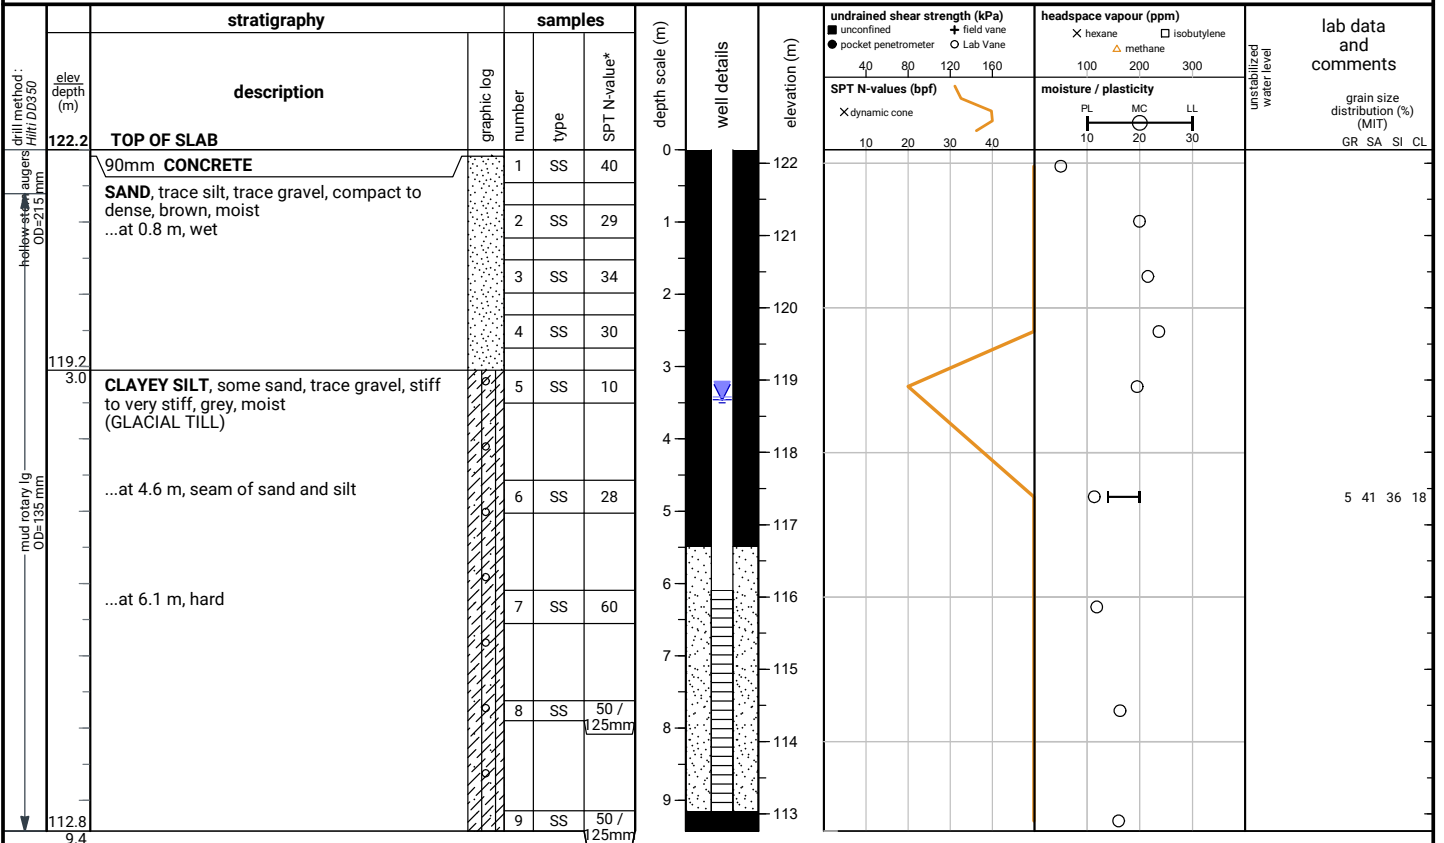 stratigraphy
samples
drill method :
Hilti DD350
elev
depth
(m)
description
graphic log
number
type
SPT N-value*
depth scale (m)
well details
elevation (m)
undrained shear strength (kPa)
unconfined
field vane
pocket penetrometer
Lab Vane
40 80 120 160
SPT N-values (bpf)
dynamic cone
10 20 30 40
headspace vapour (ppm)
hexane
isobutylene
methane
100 200 300
moisture / plasticity
PL MC LL
10 20 30
unstabilized
water level
lab data
and
comments
grain size
distribution (%)
(MIT)
GR SA SI CL
122.2 TOP OF SLAB
hollow stem augers
OD=215 mm
90mm CONCRETE
SAND, trace silt, trace gravel, compact to
dense, brown, moist
...at 0.8 m, wet
119.2
3.0
CLAYEY SILT, some sand, trace gravel, stiff
to very stiff, grey, moist
(GLACIAL TILL)
...at 4.6 m, seam of sand and silt
...at 6.1 m, hard
mud rotary
OD=135 mm
112.8
9.4
1 SS 40
2 SS 29
3 SS 34
4 SS 30
5 SS 10
6 SS 28
7 SS 60
8 SS 50 /
125mm
9 SS 50 /
125mm
0
1
2
3
4
5
6
7
8
9
122
121
120
119
118
117
116
115
114
113
5 41 36 18